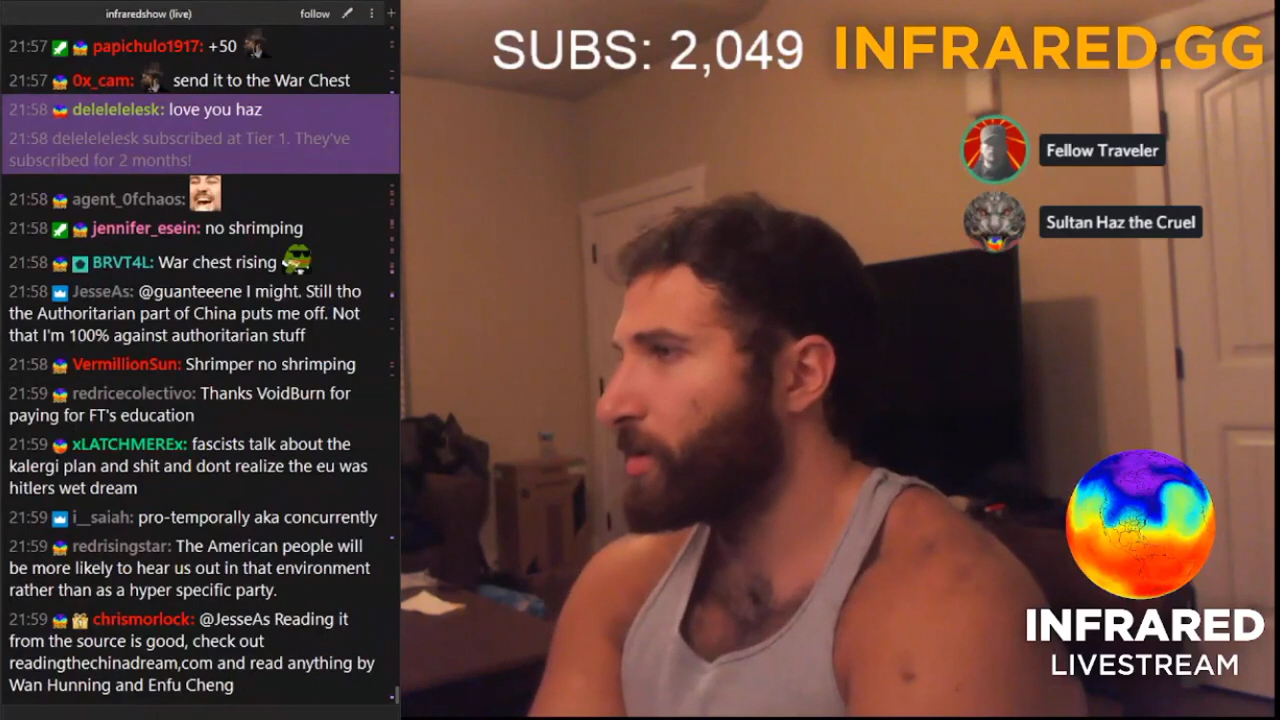 infraredshow (live)
follow
21:57 papichulo1917: +50
21:57 0x_cam: send it to the War Chest
21:58 delelelelesk: love you haz
21:58 delelelelesk subscribed at Tier 1. They've
subscribed for 2 months!
21:58 agent_0fchaos:
21:58 jennifer_esein: no shrimping
21:58 BRVT4L: War chest rising
21:58 JesseAs: @guanteeene I might. Still tho
the Authoritarian part of China puts me off. Not
that I'm 100% against authoritarian stuff
21:58 VermillionSun: Shrimper no shrimping
21:59 redricecolectivo: Thanks VoidBurn for
paying for FT's education
21:59 xLATCHMEREx: fascists talk about the
kalergi plan and shit and dont realize the eu was
hitlers wet dream
21:59 i__saiah: pro-temporally aka concurrently
21:59 redrisingstar: The American people will
be more likely to hear us out in that environment
rather than as a hyper specific party.
21:59 chrismorlock: @JesseAs Reading it
from the source is good, check out
readingthechinadream,com and read anything by
Wan Hunning and Enfu Cheng
SUBS: 2,049 INFRARED.GG
Fellow Traveler
Sultan Haz the Cruel
INFRARED
LIVESTREAM